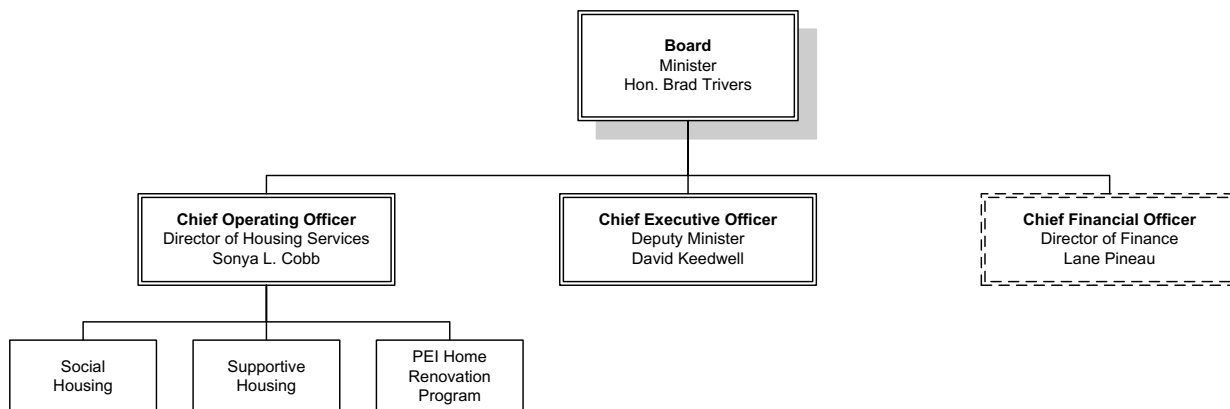 Board
Minister
Hon. Brad Trivers
Chief Operating Officer
Director of Housing Services
Sonya L. Cobb
Chief Executive Officer
Deputy Minister
David Keedwell
Chief Financial Officer
Director of Finance
Lane Pineau
Social
Housing
Supportive
Housing
PEI Home
Renovation
Program